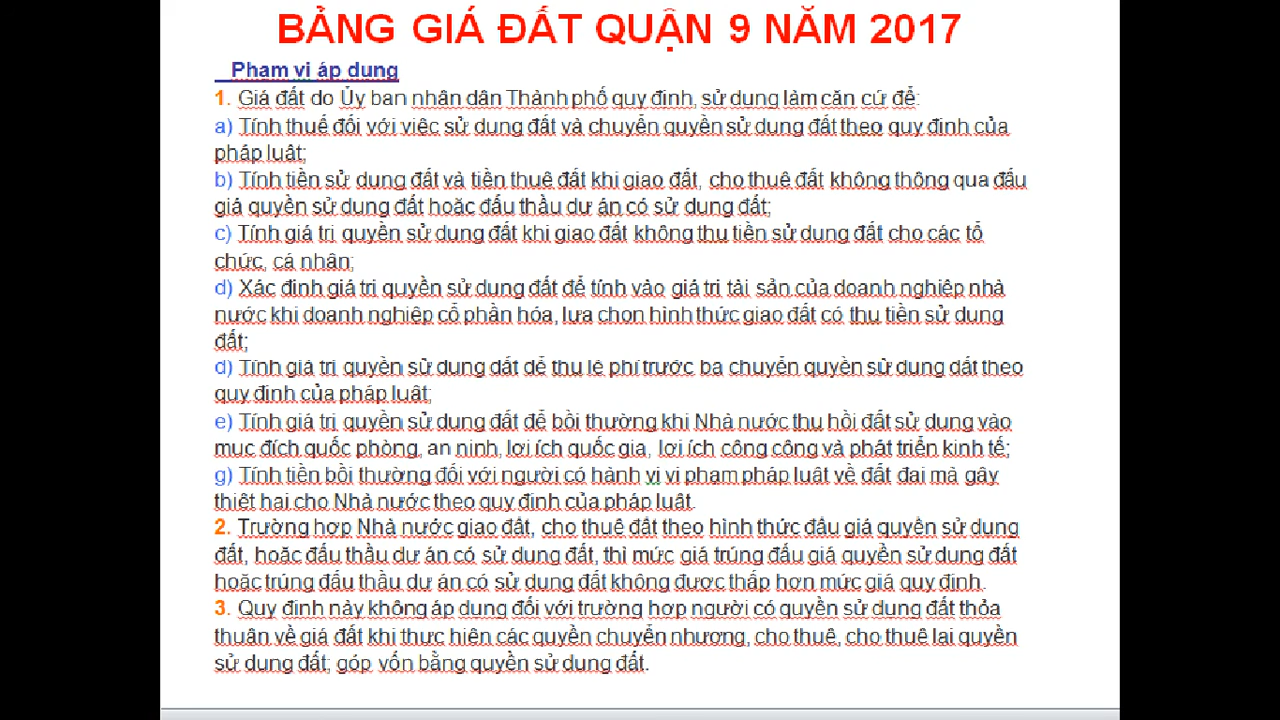 BẢNG GIÁ ĐẤT QUẬN 9 NĂM 2017
Phạm vi áp dụng
1. Giá đất do Ủy ban nhân dân Thành phố quy định, sử dụng làm căn cứ để:
a) Tính thuế đối với việc sử dụng đất và chuyển quyền sử dụng đất theo quy định của
pháp luật;
b) Tính tiền sử dụng đất và tiền thuê đất khi giao đất, cho thuê đất không thông qua đấu
giá quyền sử dụng đất hoặc đấu thầu dự án có sử dụng đất;
c) Tính giá trị quyền sử dụng đất khi giao đất không thu tiền sử dụng đất cho các tổ
chức, cá nhân;
d) Xác định giá trị quyền sử dụng đất để tính vào giá trị tài sản của doanh nghiệp nhà
nước khi doanh nghiệp cổ phần hóa, lựa chọn hình thức giao đất có thu tiền sử dụng
đất;
d) Tính giá trị quyền sử dụng đất để thu lệ phí trước bạ chuyển quyền sử dụng đất theo
quy định của pháp luật;
e) Tính giá trị quyền sử dụng đất để bồi thường khi Nhà nước thu hồi đất sử dụng vào
mục đích quốc phòng, an ninh, lợi ích quốc gia, lợi ích công cộng và phát triển kinh tế;
g) Tính tiền bồi thường đối với người có hành vi vi phạm pháp luật về đất đai mà gây
thiệt hại cho Nhà nước theo quy định của pháp luật.
2. Trường hợp Nhà nước giao đất, cho thuê đất theo hình thức đấu giá quyền sử dụng
đất, hoặc đấu thầu dự án có sử dụng đất, thì mức giá trúng đấu giá quyền sử dụng đất
hoặc trúng đấu thầu dự án có sử dụng đất không được thấp hơn mức giá quy định.
3. Quy định này không áp dụng đối với trường hợp người có quyền sử dụng đất thỏa
thuận về giá đất khi thực hiện các quyền chuyển nhượng, cho thuê, cho thuê lại quyền
sử dụng đất; góp vốn bằng quyền sử dụng đất.